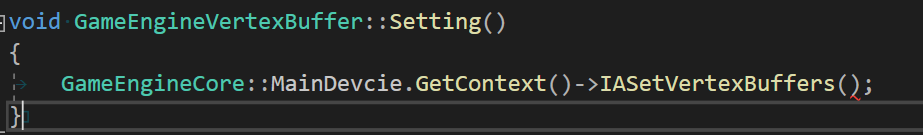 void GameEngineVertexBuffer::Setting()
{
GameEngineCore::MainDevcie.GetContext()->IASetVertexBuffers();
}